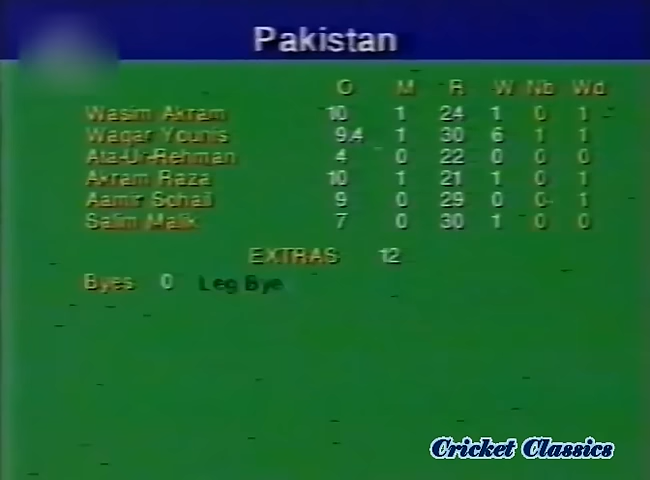 Pakistan
O M R W Nb Wd
Wasim Akram 10 1 24 1 0 1
Waqar Younis 9.4 1 30 6 1 1
Ata-Ur-Rehman 4 0 22 0 0 0
Akram Raza 10 1 21 1 0 1
Aamir Sohail 9 0 29 0 0 1
Salim Malik 7 0 30 1 0 0
EXTRAS 12
Byes 0 Leg Bye
Cricket Classics